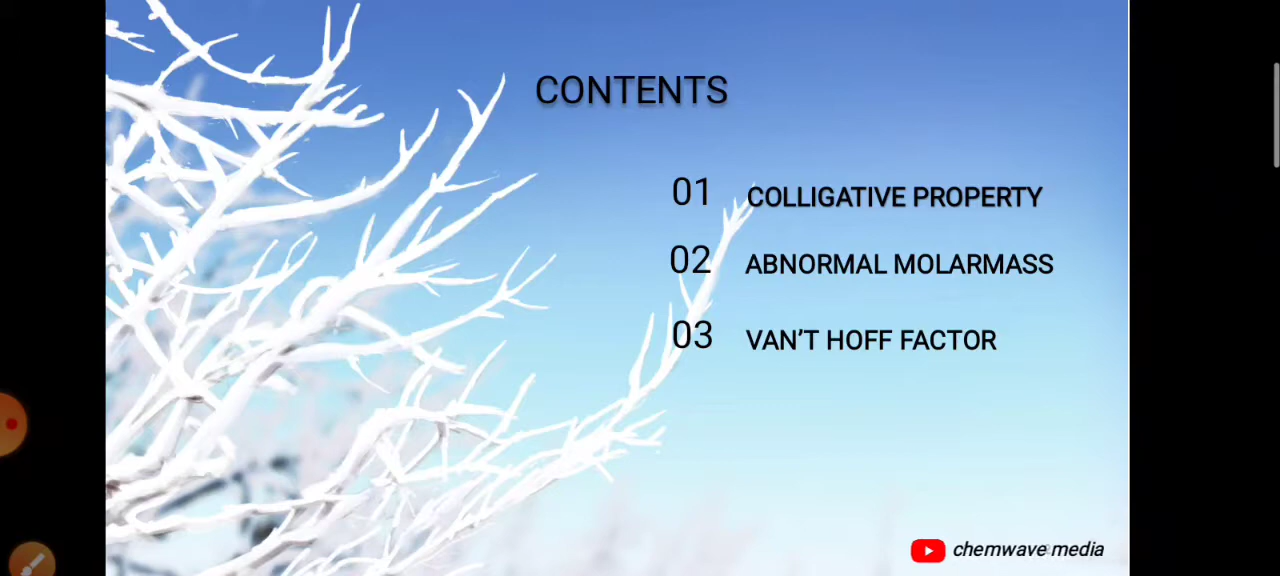 CONTENTS
01 COLLIGATIVE PROPERTY
02 ABNORMAL MOLARMASS
03 VAN'T HOFF FACTOR
chemwave media